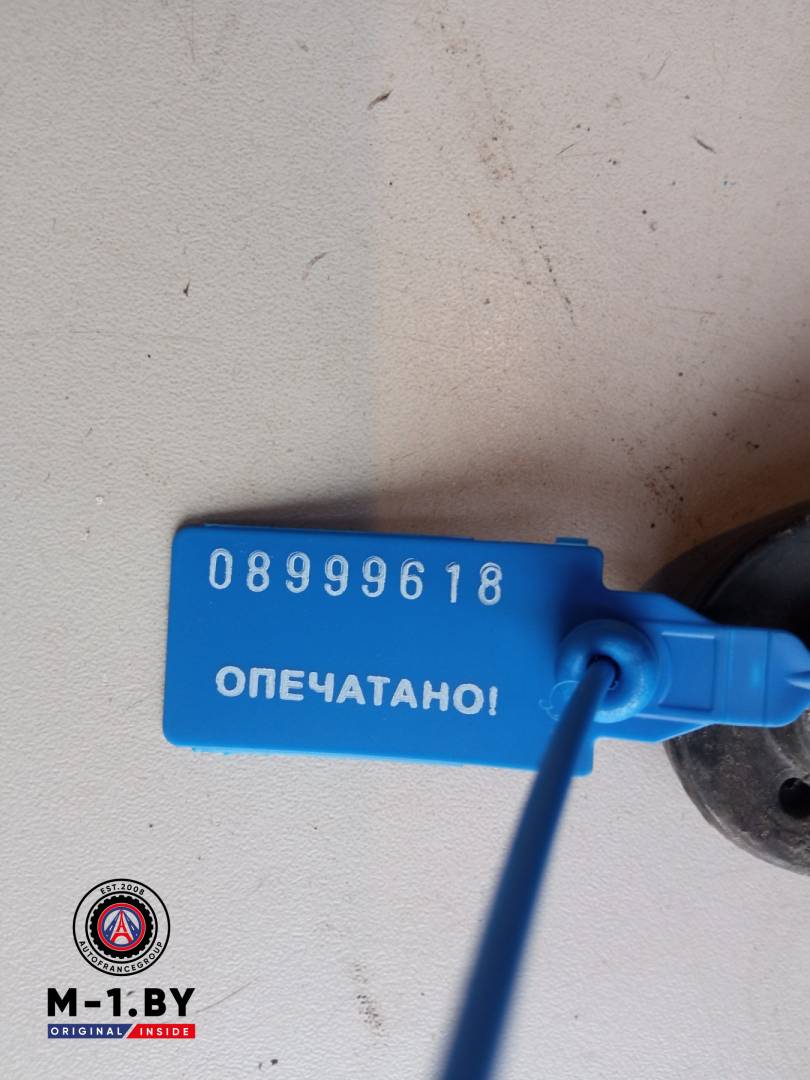 08999618
ОПЕЧАТАНО!
EST.2008
AUTOFRANCEGROUP
M-1.BY
ORIGINAL INSIDE